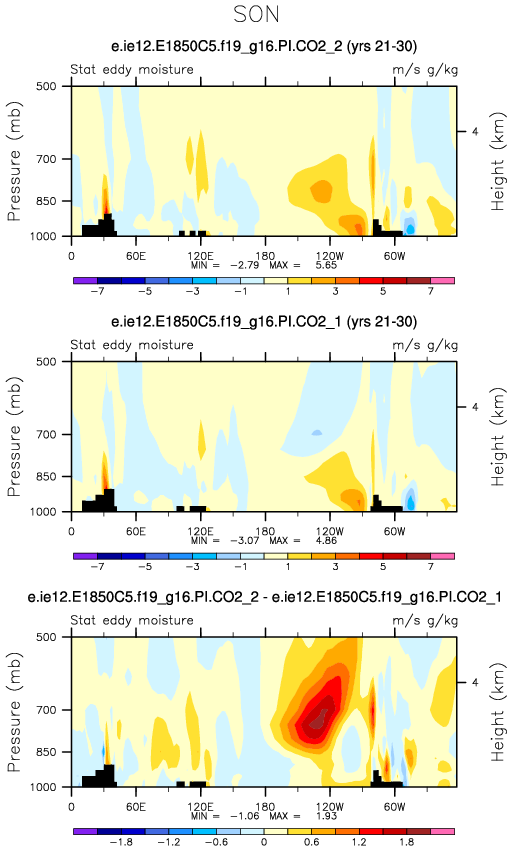 SON
e.ie12.E1850C5.f19_g16.PI.CO2_2 (yrs 21-30)
Stat eddy moisture m/s g/kg
500
700
850
1000
Pressure (mb)
4
Height (km)
0 60E 120E 180 120W 60W
MIN = -2.79 MAX = 5.65
-7 -5 -3 -1 1 3 5 7
e.ie12.E1850C5.f19_g16.PI.CO2_1 (yrs 21-30)
Stat eddy moisture m/s g/kg
500
700
850
1000
Pressure (mb)
4
Height (km)
0 60E 120E 180 120W 60W
MIN = -3.07 MAX = 4.86
-7 -5 -3 -1 1 3 5 7
e.ie12.E1850C5.f19_g16.PI.CO2_2 - e.ie12.E1850C5.f19_g16.PI.CO2_1
Stat eddy moisture m/s g/kg
500
700
850
1000
Pressure (mb)
4
Height (km)
0 60E 120E 180 120W 60W
MIN = -1.06 MAX = 1.93
-1.8 -1.2 -0.6 0 0.6 1.2 1.8